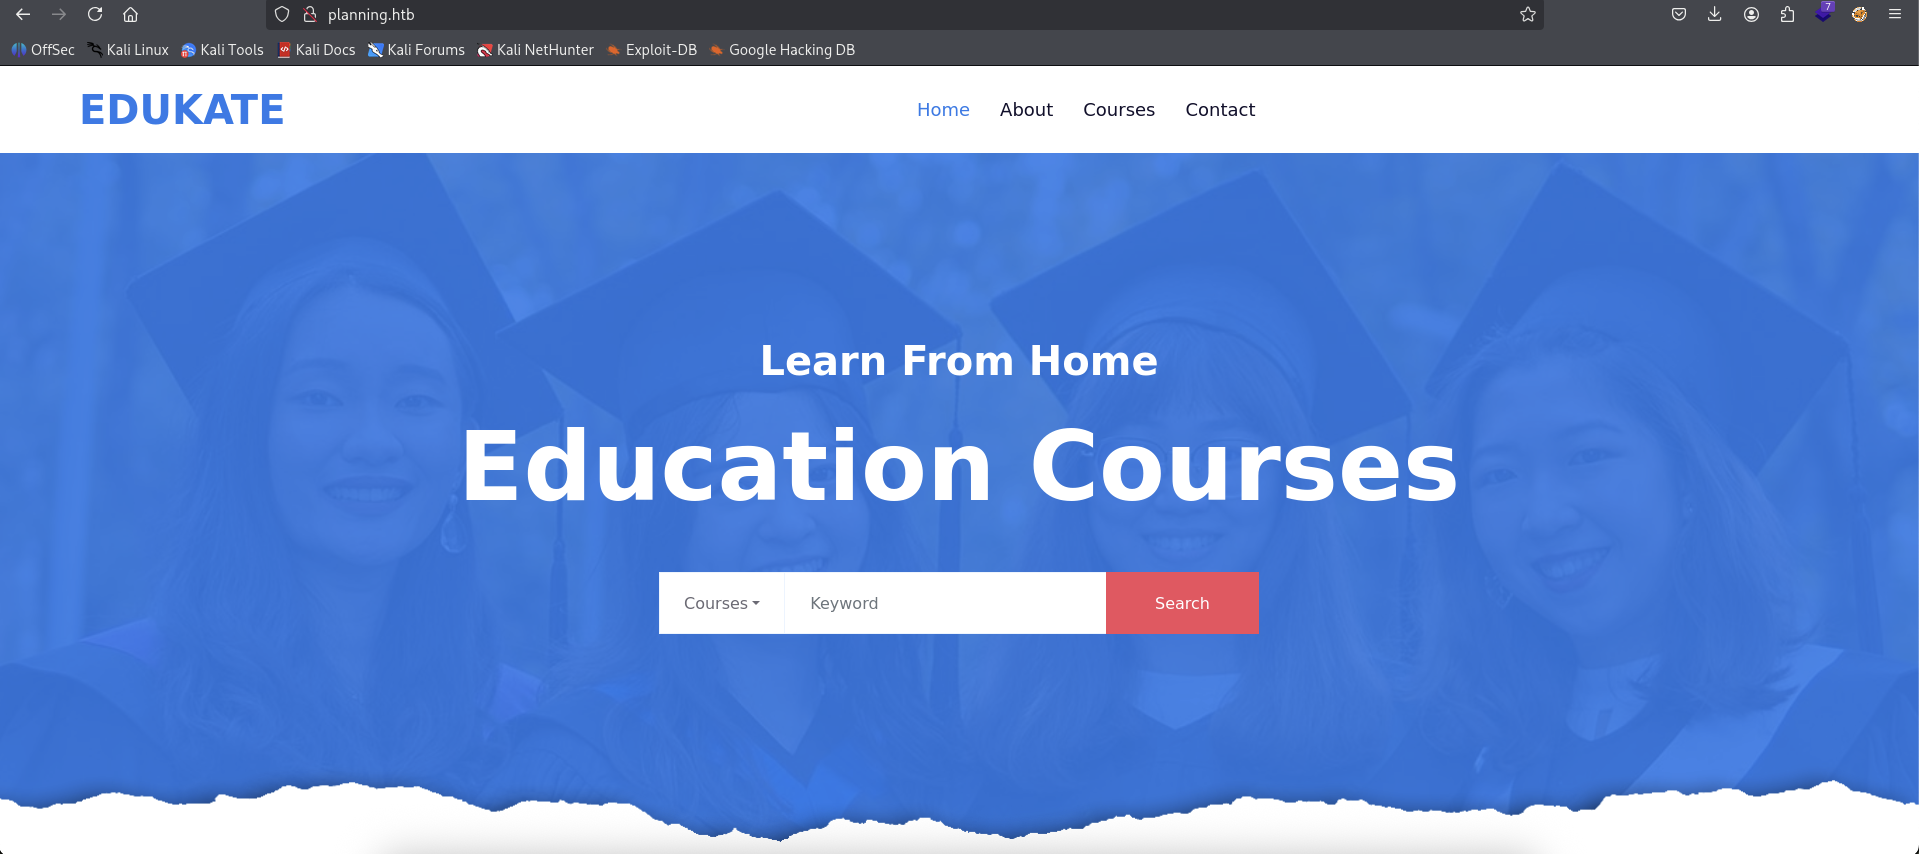 planning.htb
7
OffSec Kali Linux Kali Tools Kali Docs Kali Forums Kali NetHunter Exploit-DB Google Hacking DB
EDUKATE Home About Courses Contact
Learn From Home
Education Courses
Courses Keyword Search